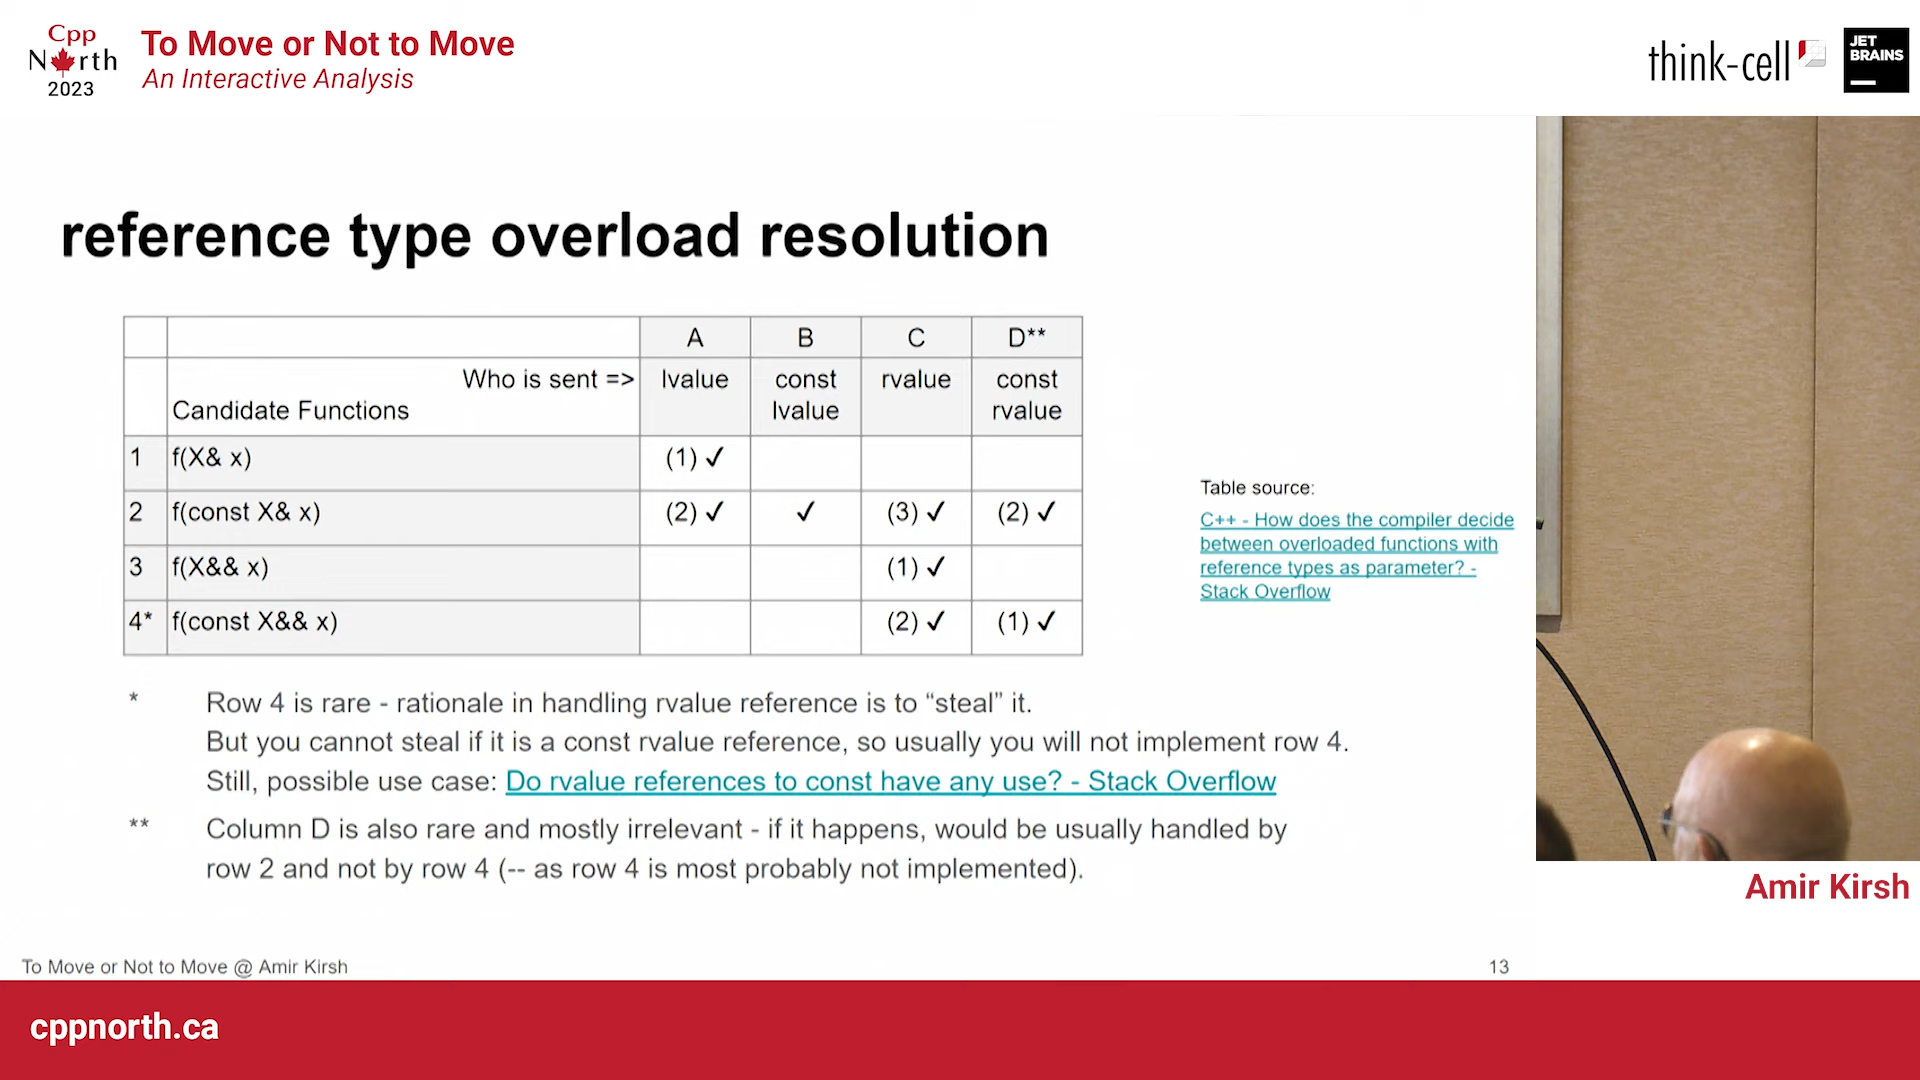 Cpp
North
2023
To Move or Not to Move
An Interactive Analysis
think-cell
JET
BRAINS
reference type overload resolution
A B C D**
Who is sent => lvalue const lvalue rvalue const rvalue
Candidate Functions
1 f(X& x) (1) ✓
2 f(const X& x) (2) ✓ ✓ (3) ✓ (2) ✓
3 f(X&& x) (1) ✓
4* f(const X&& x) (2) ✓ (1) ✓
Table source:
C++ - How does the compiler decide
between overloaded functions with
reference types as parameter? -
Stack Overflow
* Row 4 is rare - rationale in handling rvalue reference is to “steal” it.
But you cannot steal if it is a const rvalue reference, so usually you will not implement row 4.
Still, possible use case: Do rvalue references to const have any use? - Stack Overflow
** Column D is also rare and mostly irrelevant - if it happens, would be usually handled by
row 2 and not by row 4 (-- as row 4 is most probably not implemented).
Amir Kirsh
To Move or Not to Move @ Amir Kirsh
13
cppnorth.ca